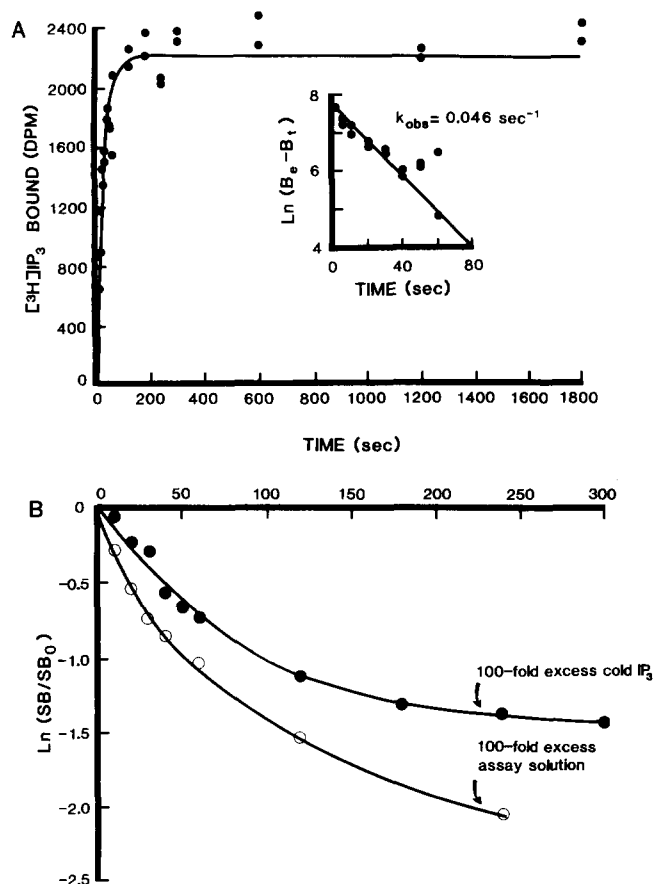 A
[³H]IP₃ BOUND (DPM)
2400
2000
1600
1200
800
400
0
0 200 400 600 800 1000 1200 1400 1600 1800
TIME (sec)
Ln (Bₑ−Bₜ)
8
6
4
k_obs = 0.046 sec⁻¹
0 40 80
TIME (sec)
B
0 50 100 150 200 250 300
Ln (SB/SB₀)
0
-0.5
-1.0
-1.5
-2.0
-2.5
100-fold excess cold IP₃
100-fold excess
assay solution